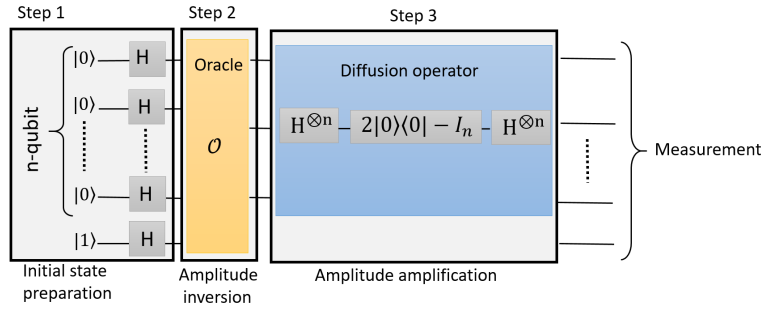 Step 1
Step 2
Step 3
n-qubit
|0⟩ H
|0⟩ H
|0⟩ H
|1⟩ H
Oracle
𝒪
Diffusion operator
H⊗n 2|0⟩⟨0| − Iₙ H⊗n
Measurement
Initial state
preparation
Amplitude
inversion
Amplitude amplification